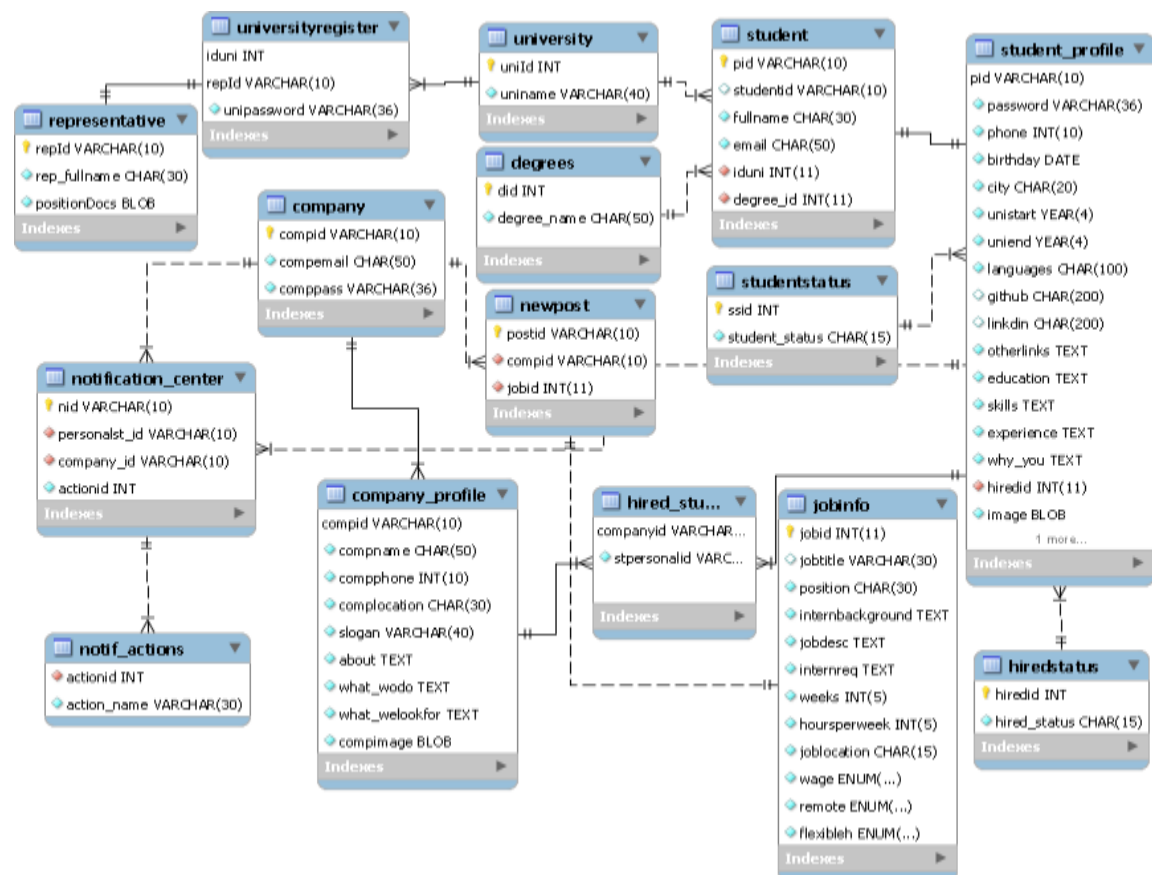 universityregister
iduni INT
repId VARCHAR(10)
unipassword VARCHAR(36)
Indexes
university
uniId INT
uniname VARCHAR(40)
Indexes
student
pid VARCHAR(10)
studentid VARCHAR(10)
fullname CHAR(30)
email CHAR(50)
iduni INT(11)
degree_id INT(11)
Indexes
student_profile
pid VARCHAR(10)
password VARCHAR(36)
phone INT(10)
birthday DATE
city CHAR(20)
unistart YEAR(4)
uniend YEAR(4)
languages CHAR(100)
github CHAR(200)
linkdin CHAR(200)
otherlinks TEXT
education TEXT
skills TEXT
experience TEXT
why_you TEXT
hiredid INT(11)
image BLOB
1 more...
Indexes
representative
repId VARCHAR(10)
rep_fullname CHAR(30)
positionDocs BLOB
Indexes
company
compid VARCHAR(10)
compemail CHAR(50)
comppass VARCHAR(36)
Indexes
degrees
did INT
degree_name CHAR(50)
Indexes
studentstatus
ssid INT
student_status CHAR(15)
Indexes
newpost
postid VARCHAR(10)
compid VARCHAR(10)
jobid INT(11)
Indexes
notification_center
nid VARCHAR(10)
personalst_id VARCHAR(10)
company_id VARCHAR(10)
actionid INT
Indexes
company_profile
compid VARCHAR(10)
compname CHAR(50)
compphone INT(10)
complocation CHAR(30)
slogan VARCHAR(40)
about TEXT
what_wodo TEXT
what_welookfor TEXT
compimage BLOB
Indexes
hired_stu...
companyid VARCHAR...
stpersonalid VARC...
Indexes
jobinfo
jobid INT(11)
jobtitle VARCHAR(30)
position CHAR(30)
internbackground TEXT
jobdesc TEXT
internreq TEXT
weeks INT(5)
hoursperweek INT(5)
joblocation CHAR(15)
wage ENUM(...)
remote ENUM(...)
flexibleh ENUM(...)
Indexes
notif_actions
actionid INT
action_name VARCHAR(30)
Indexes
hiredstatus
hiredid INT
hired_status CHAR(15)
Indexes